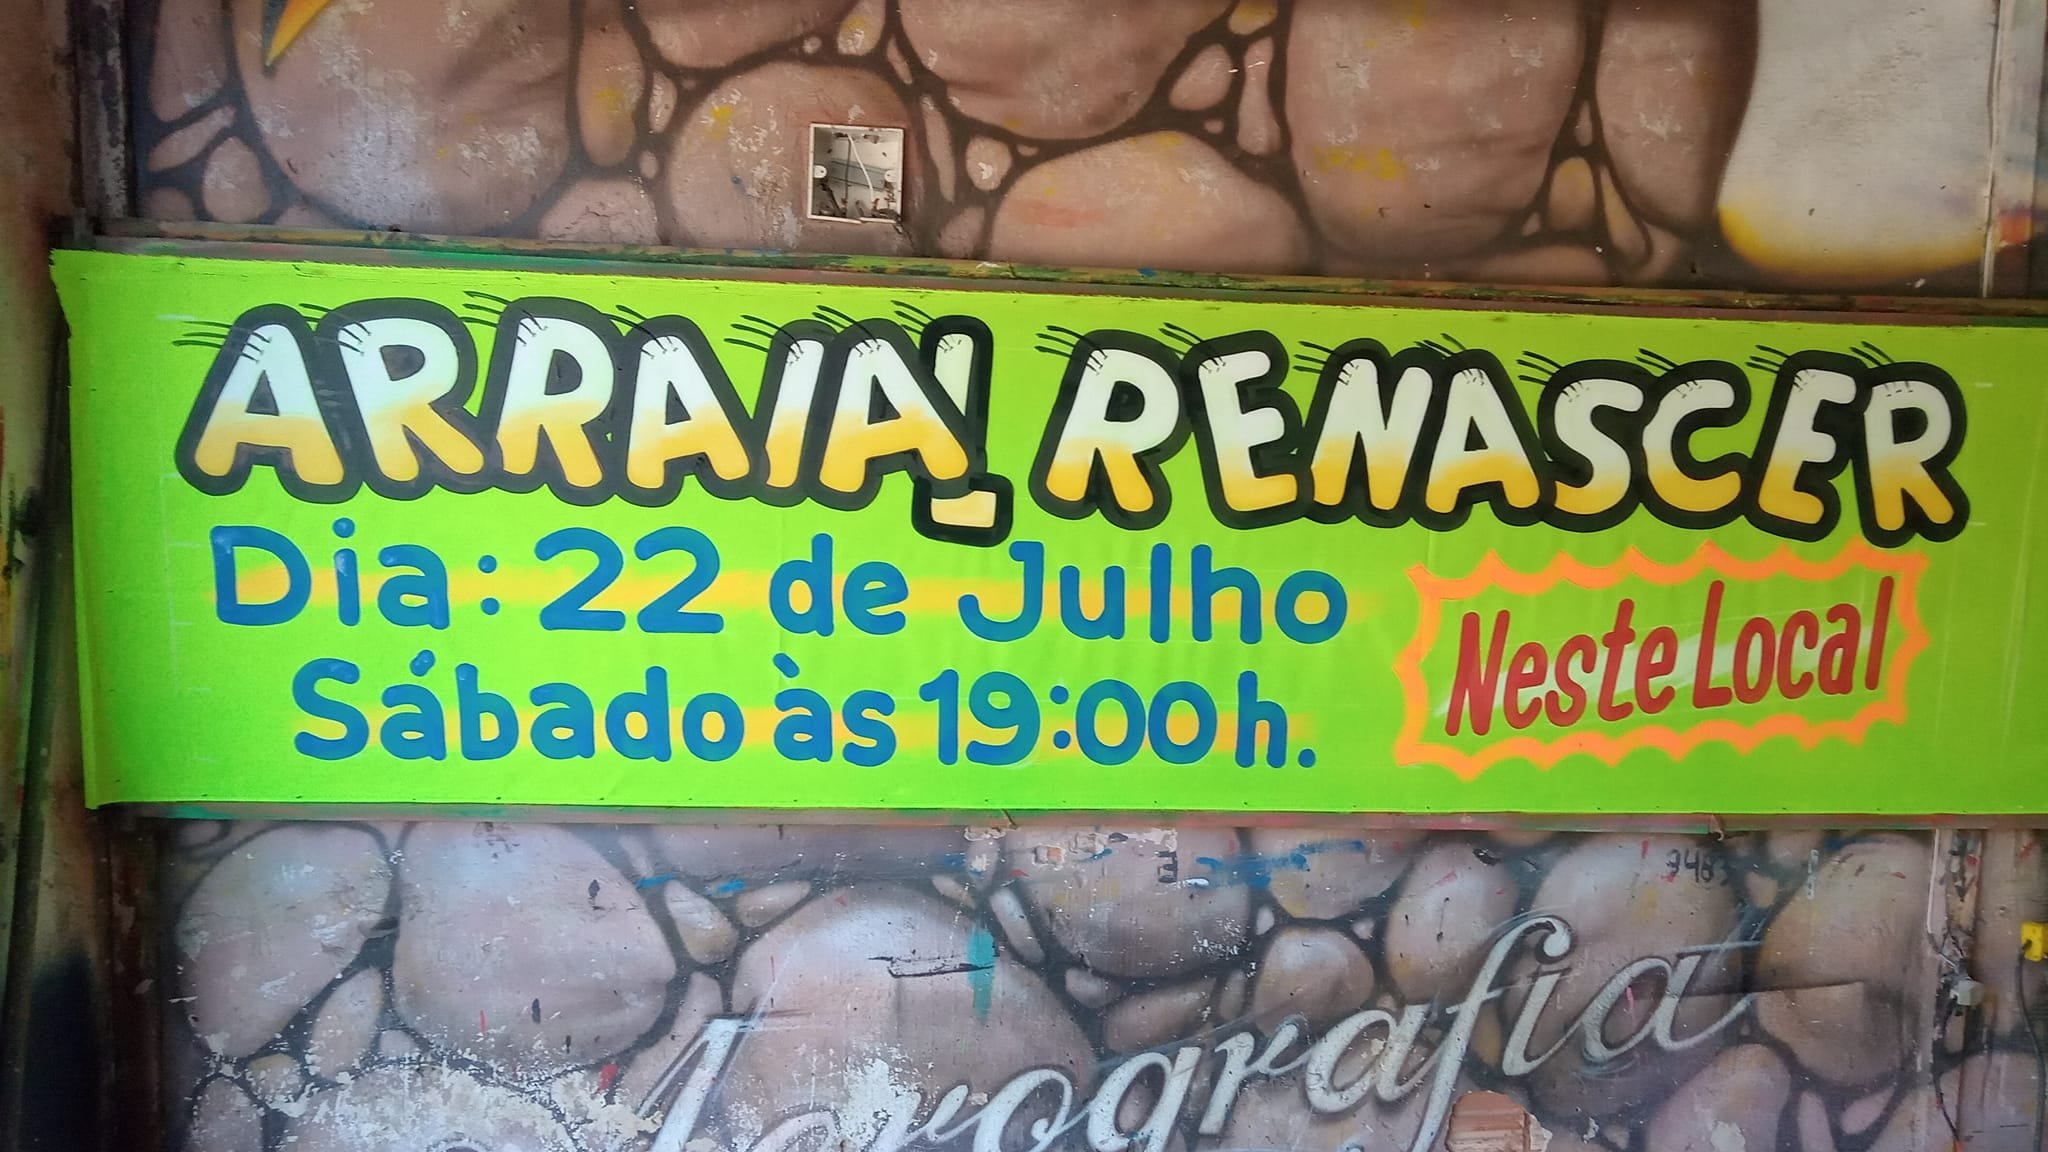 ARRAIAL RENASCER
Dia: 22 de Julho
Sábado às 19:00h.
Neste Local